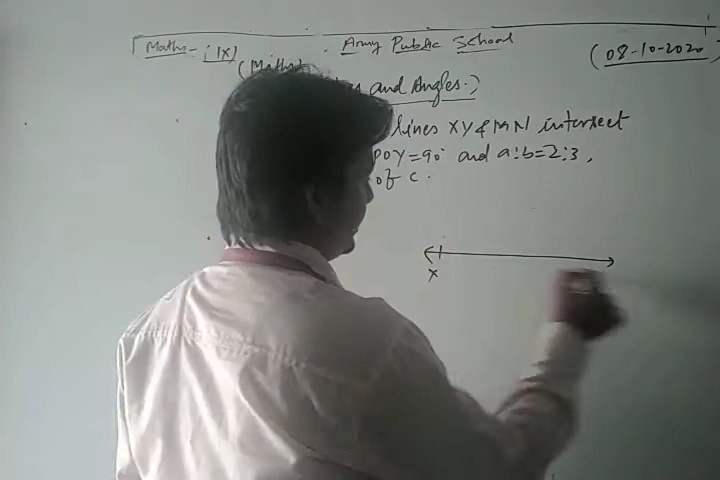 Maths-(IX) . Army Public School (08-10-2020)
(Maths and Angles.)
lines XY & MN intersect
POY=90° and a:b=2:3,
of c.
X